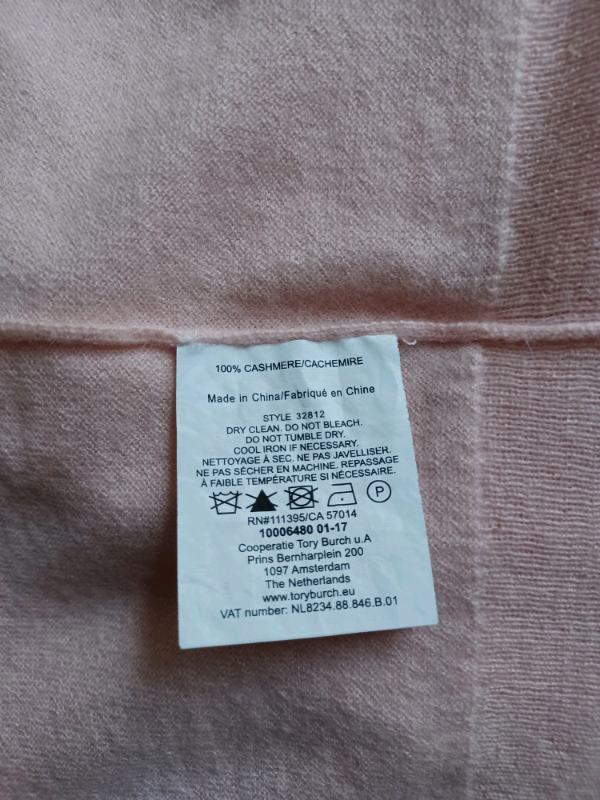 100% CASHMERE/CACHEMIRE
Made in China/Fabriqué en Chine
STYLE 32812
DRY CLEAN. DO NOT BLEACH.
DO NOT TUMBLE DRY.
COOL IRON IF NECESSARY.
NETTOYAGE À SEC. NE PAS JAVELLISER.
NE PAS SÉCHER EN MACHINE. REPASSAGE
À FAIBLE TEMPÉRATURE SI NÉCESSAIRE.
P
RN#111395/CA 57014
10006480 01-17
Cooperatie Tory Burch u.A
Prins Bernharplein 200
1097 Amsterdam
The Netherlands
www.toryburch.eu
VAT number: NL8234.88.846.B.01